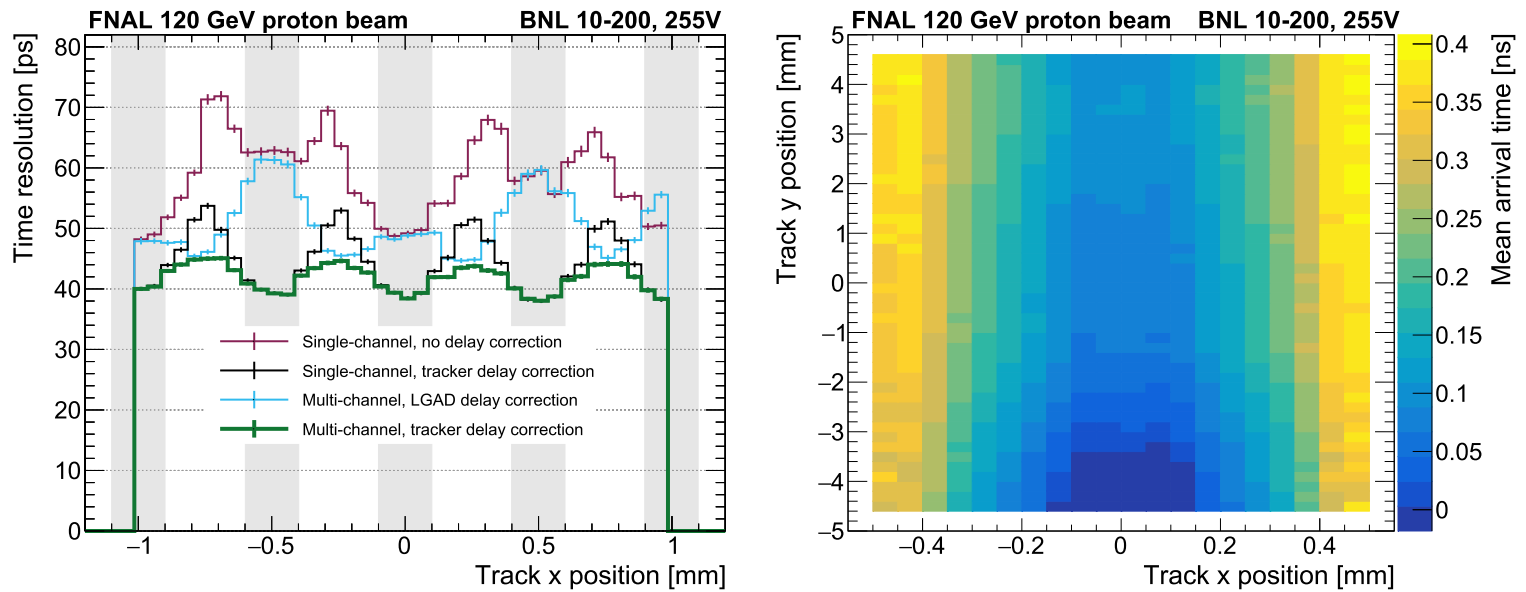 FNAL 120 GeV proton beam BNL 10-200, 255V
Time resolution [ps]
80
70
60
50
40
30
20
10
0
Single-channel, no delay correction
Single-channel, tracker delay correction
Multi-channel, LGAD delay correction
Multi-channel, tracker delay correction
−1 −0.5 0 0.5 1
Track x position [mm]
FNAL 120 GeV proton beam BNL 10-200, 255V
Track y position [mm]
5
4
3
2
1
0
−1
−2
−3
−4
−5
−0.4 −0.2 0 0.2 0.4
Track x position [mm]
0.4
0.35
0.3
0.25
0.2
0.15
0.1
0.05
0
Mean arrival time [ns]